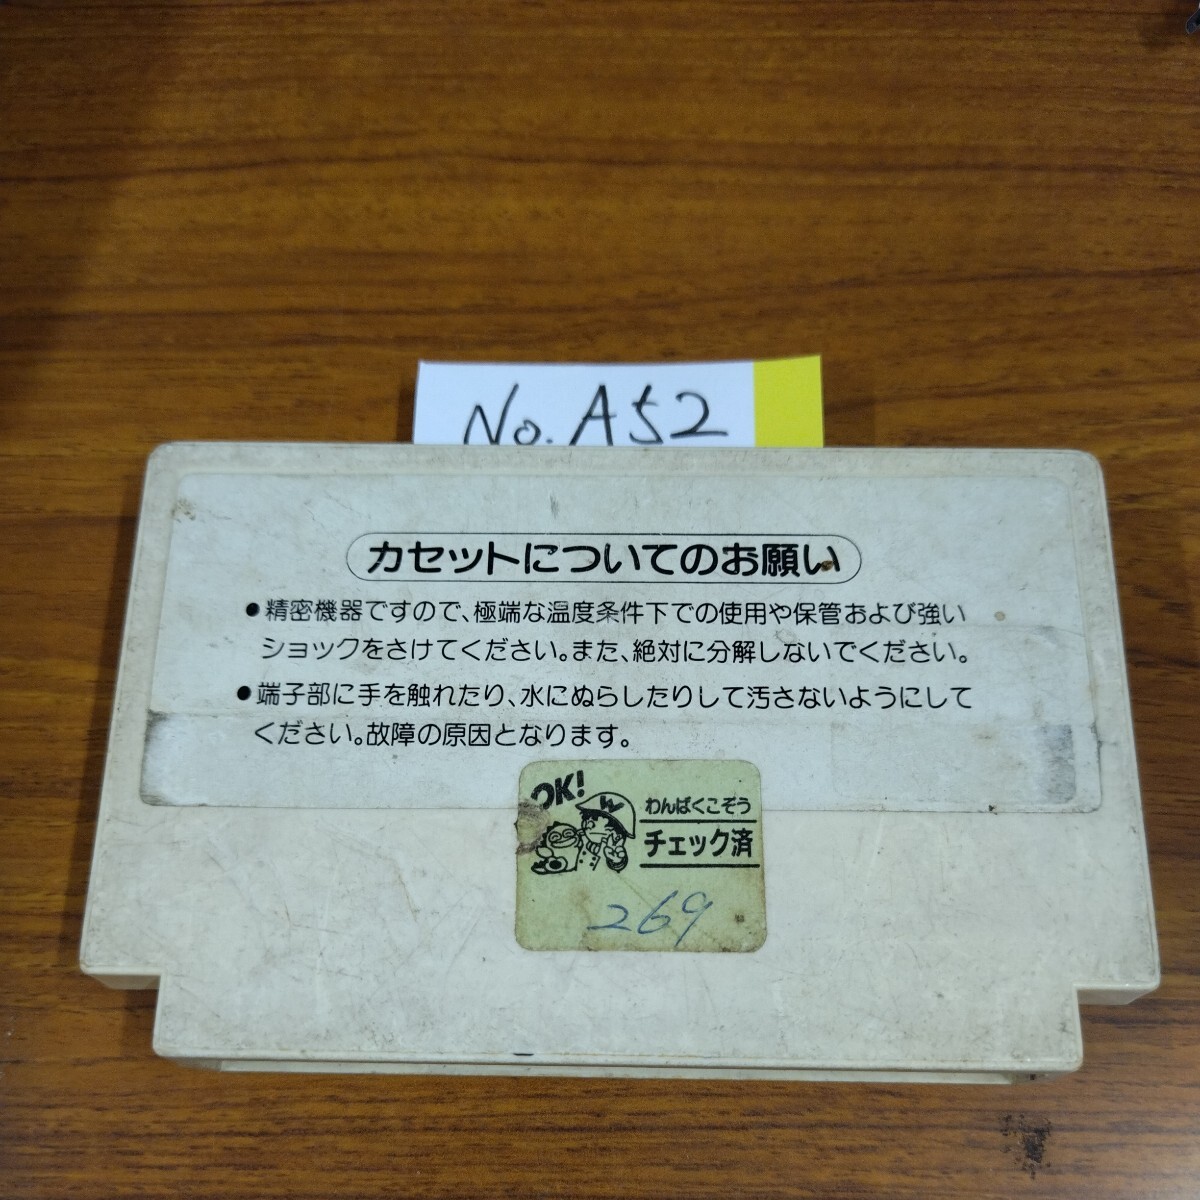 No. A52
カセットについてのお願い
●精密機器ですので、極端な温度条件下での使用や保管および強い
ショックをさけてください。また、絶対に分解しないでください。
●端子部に手を触れたり、水にぬらしたりして汚さないようにして
ください。故障の原因となります。
OK!
W
わんぱくこぞう
チェック済
269